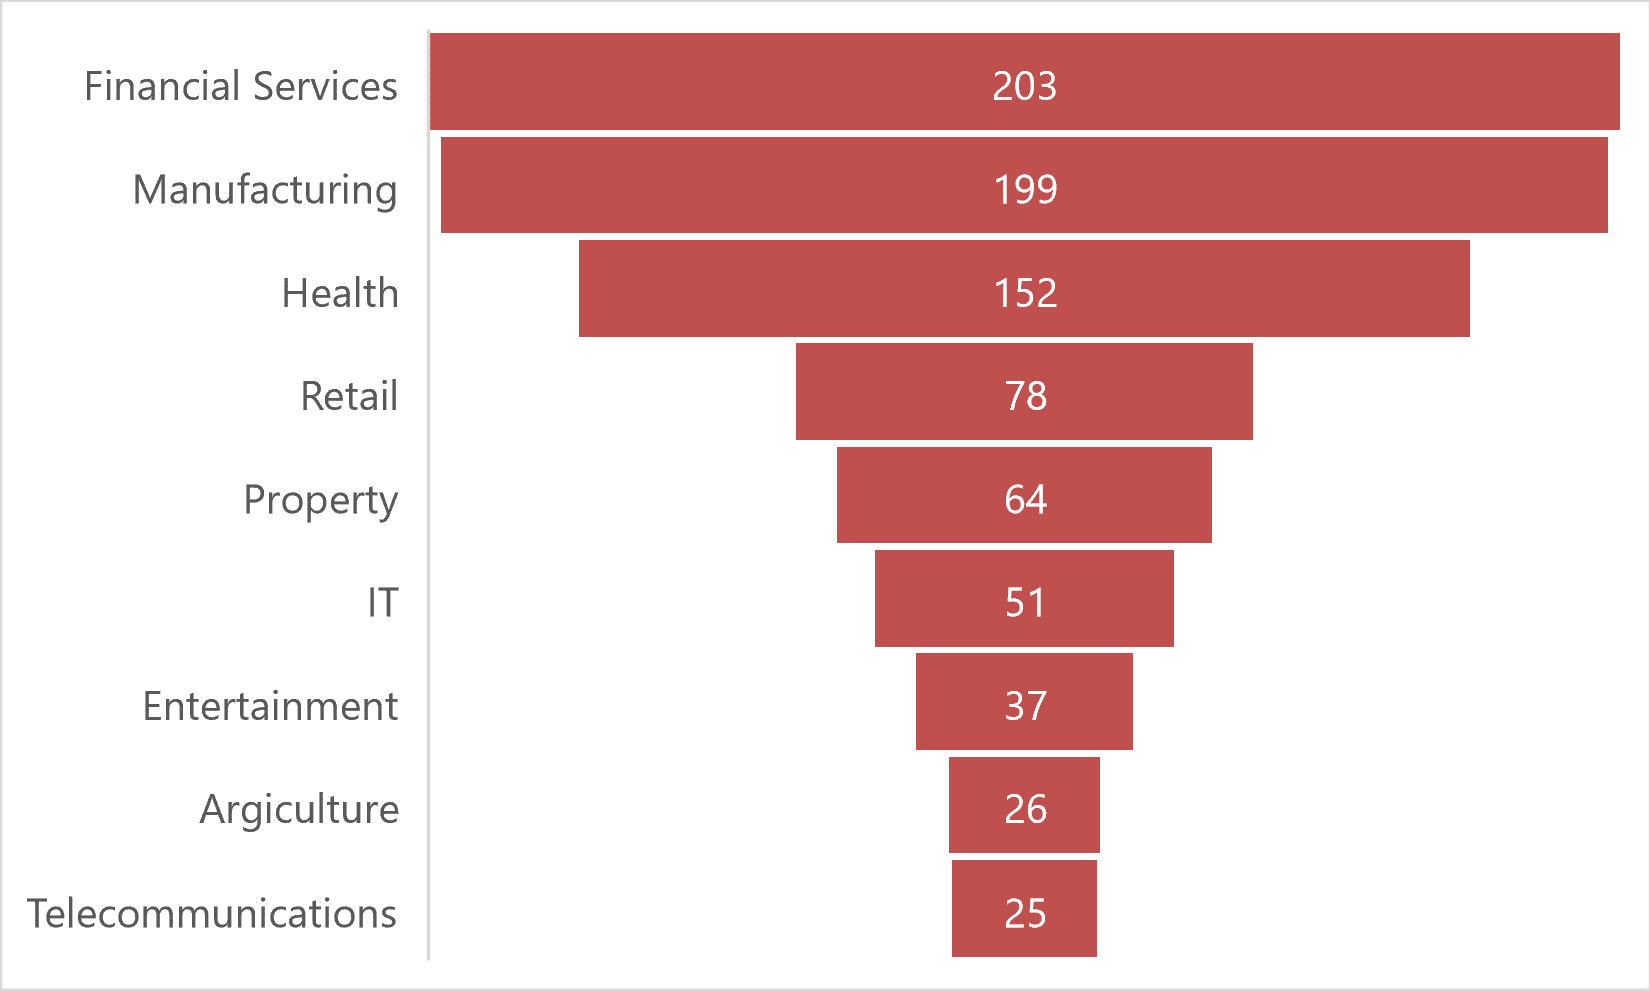 Financial Services 203
Manufacturing 199
Health 152
Retail 78
Property 64
IT 51
Entertainment 37
Argiculture 26
Telecommunications 25